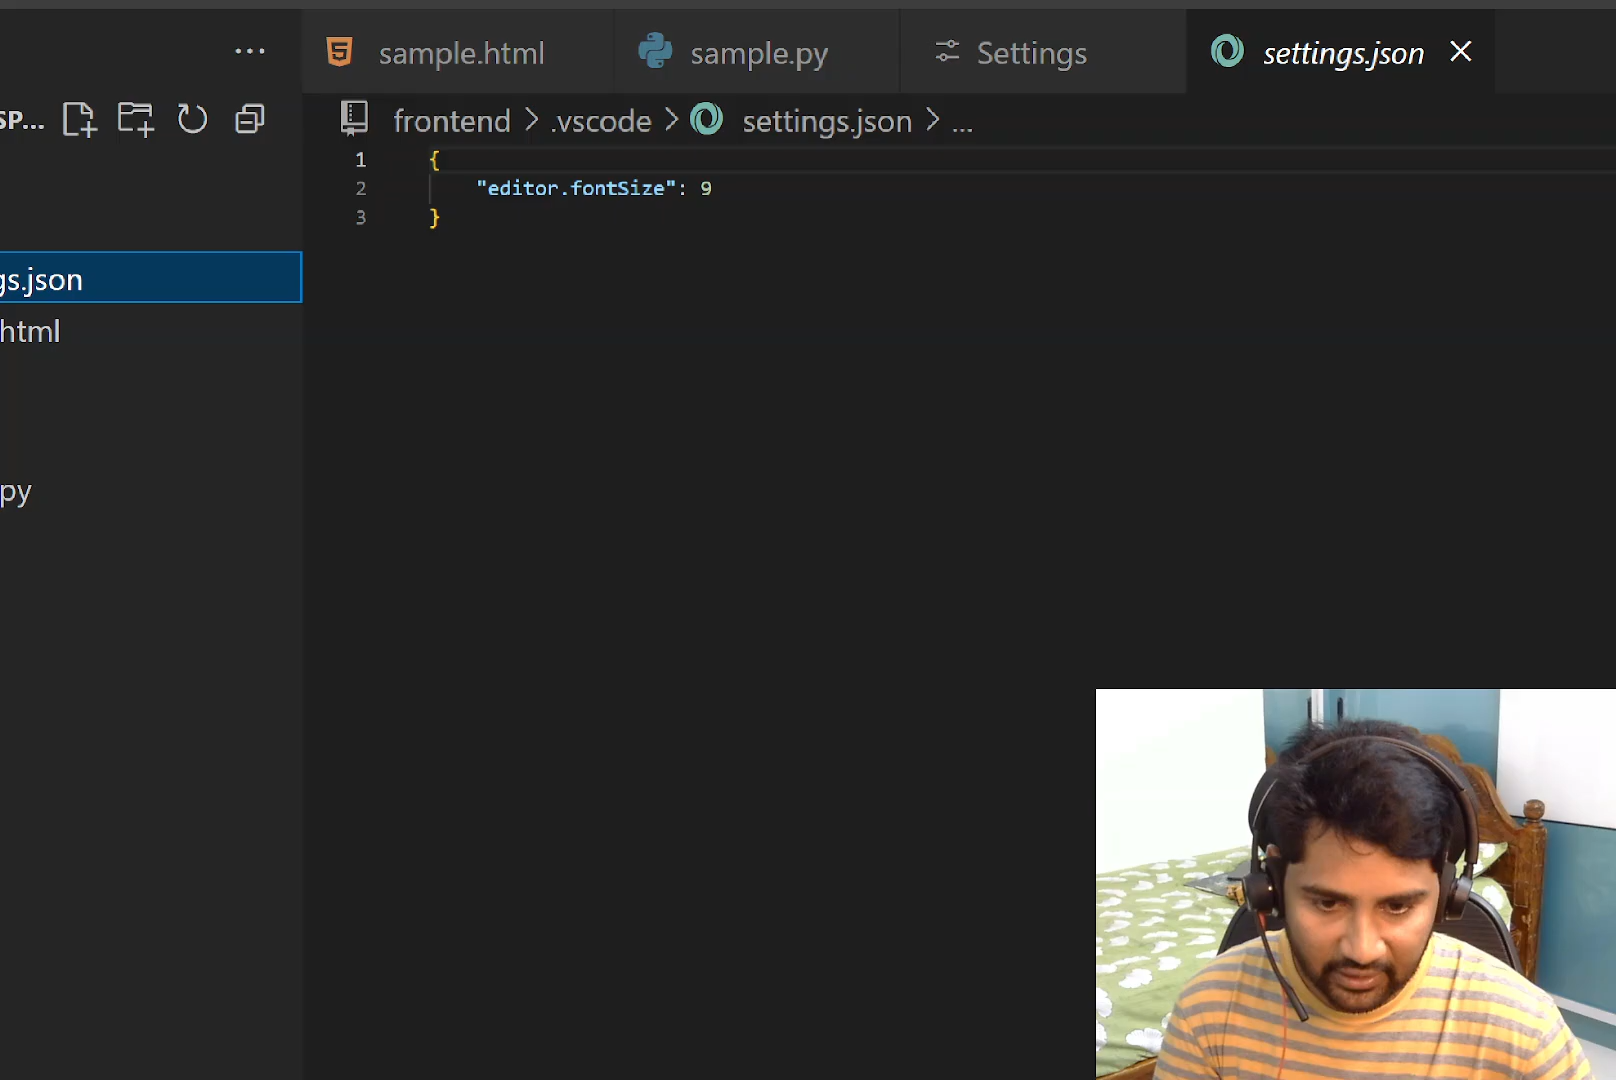 sample.html
sample.py
Settings
settings.json
SP...
frontend > .vscode > settings.json > ...
1 {
2 "editor.fontSize": 9
3 }
gs.json
html
py